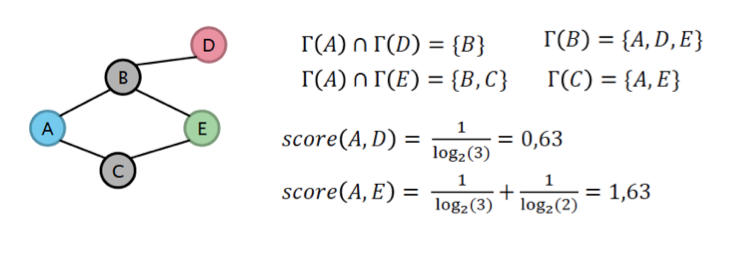 D
B
A
E
C
Γ(A) ∩ Γ(D) = {B}
Γ(B) = {A, D, E}
Γ(A) ∩ Γ(E) = {B, C}
Γ(C) = {A, E}
score(A, D) = 1/log₂(3) = 0,63
score(A, E) = 1/log₂(3) + 1/log₂(2) = 1,63